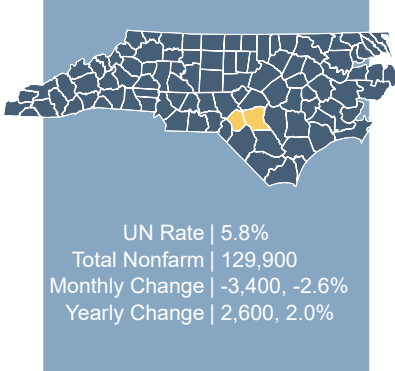 UN Rate | 5.8%
Total Nonfarm | 129,900
Monthly Change | -3,400, -2.6%
Yearly Change | 2,600, 2.0%